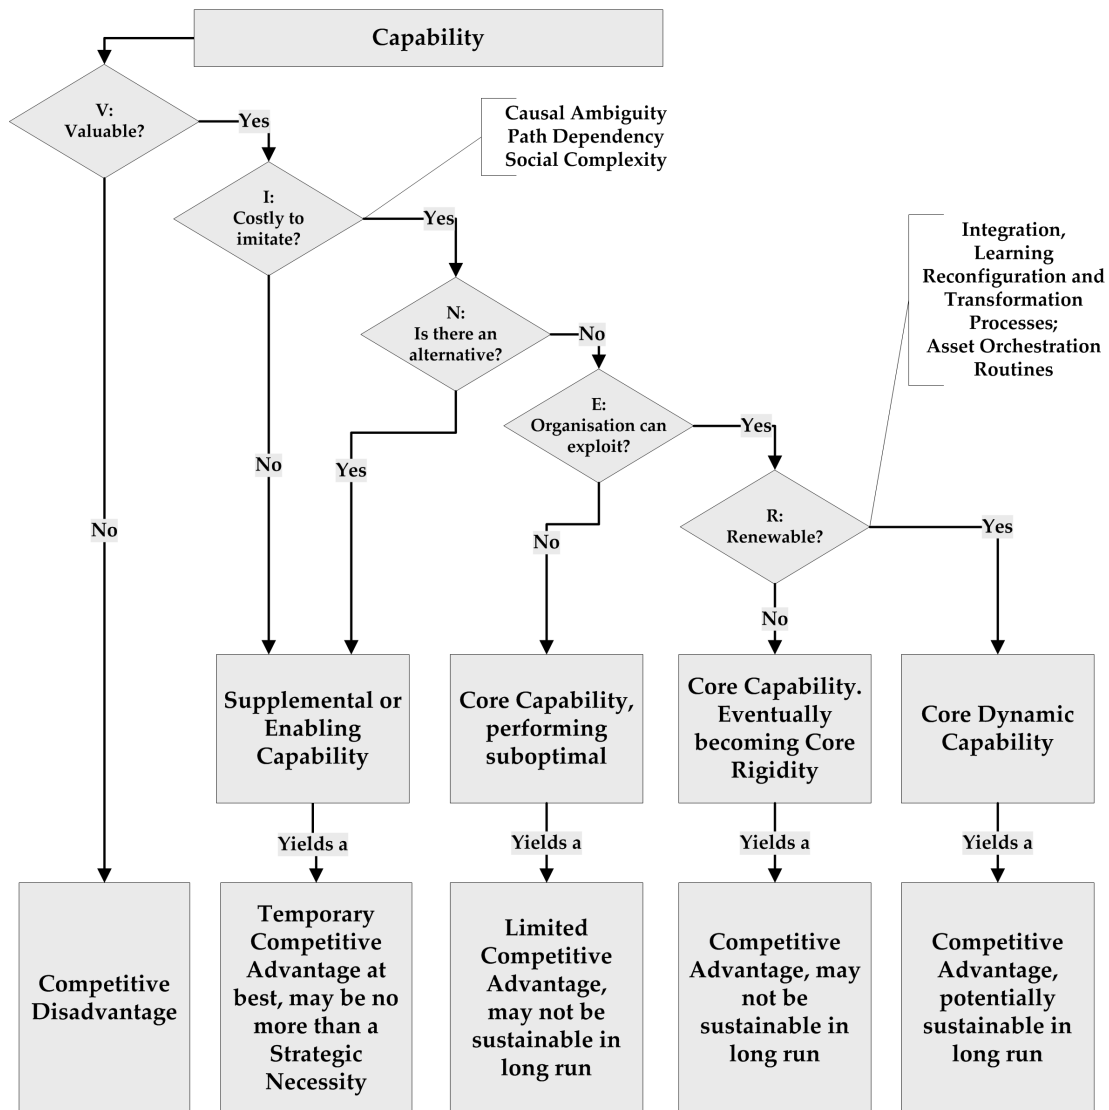 Capability
V:
Valuable?
Yes
Causal Ambiguity
Path Dependency
Social Complexity
I:
Costly to
imitate?
Yes
Integration,
Learning
Reconfiguration and
Transformation
Processes;
Asset Orchestration
Routines
N:
Is there an
alternative?
No
E:
Organisation can
exploit?
Yes
No
Yes
R:
Renewable?
Yes
No
No
No
Supplemental or
Enabling
Capability
Core Capability,
performing
suboptimal
Core Capability.
Eventually
becoming Core
Rigidity
Core Dynamic
Capability
Yields a
Yields a
Yields a
Yields a
Competitive
Disadvantage
Temporary
Competitive
Advantage at
best, may be no
more than a
Strategic
Necessity
Limited
Competitive
Advantage,
may not be
sustainable in
long run
Competitive
Advantage, may
not be
sustainable in
long run
Competitive
Advantage,
potentially
sustainable in
long run